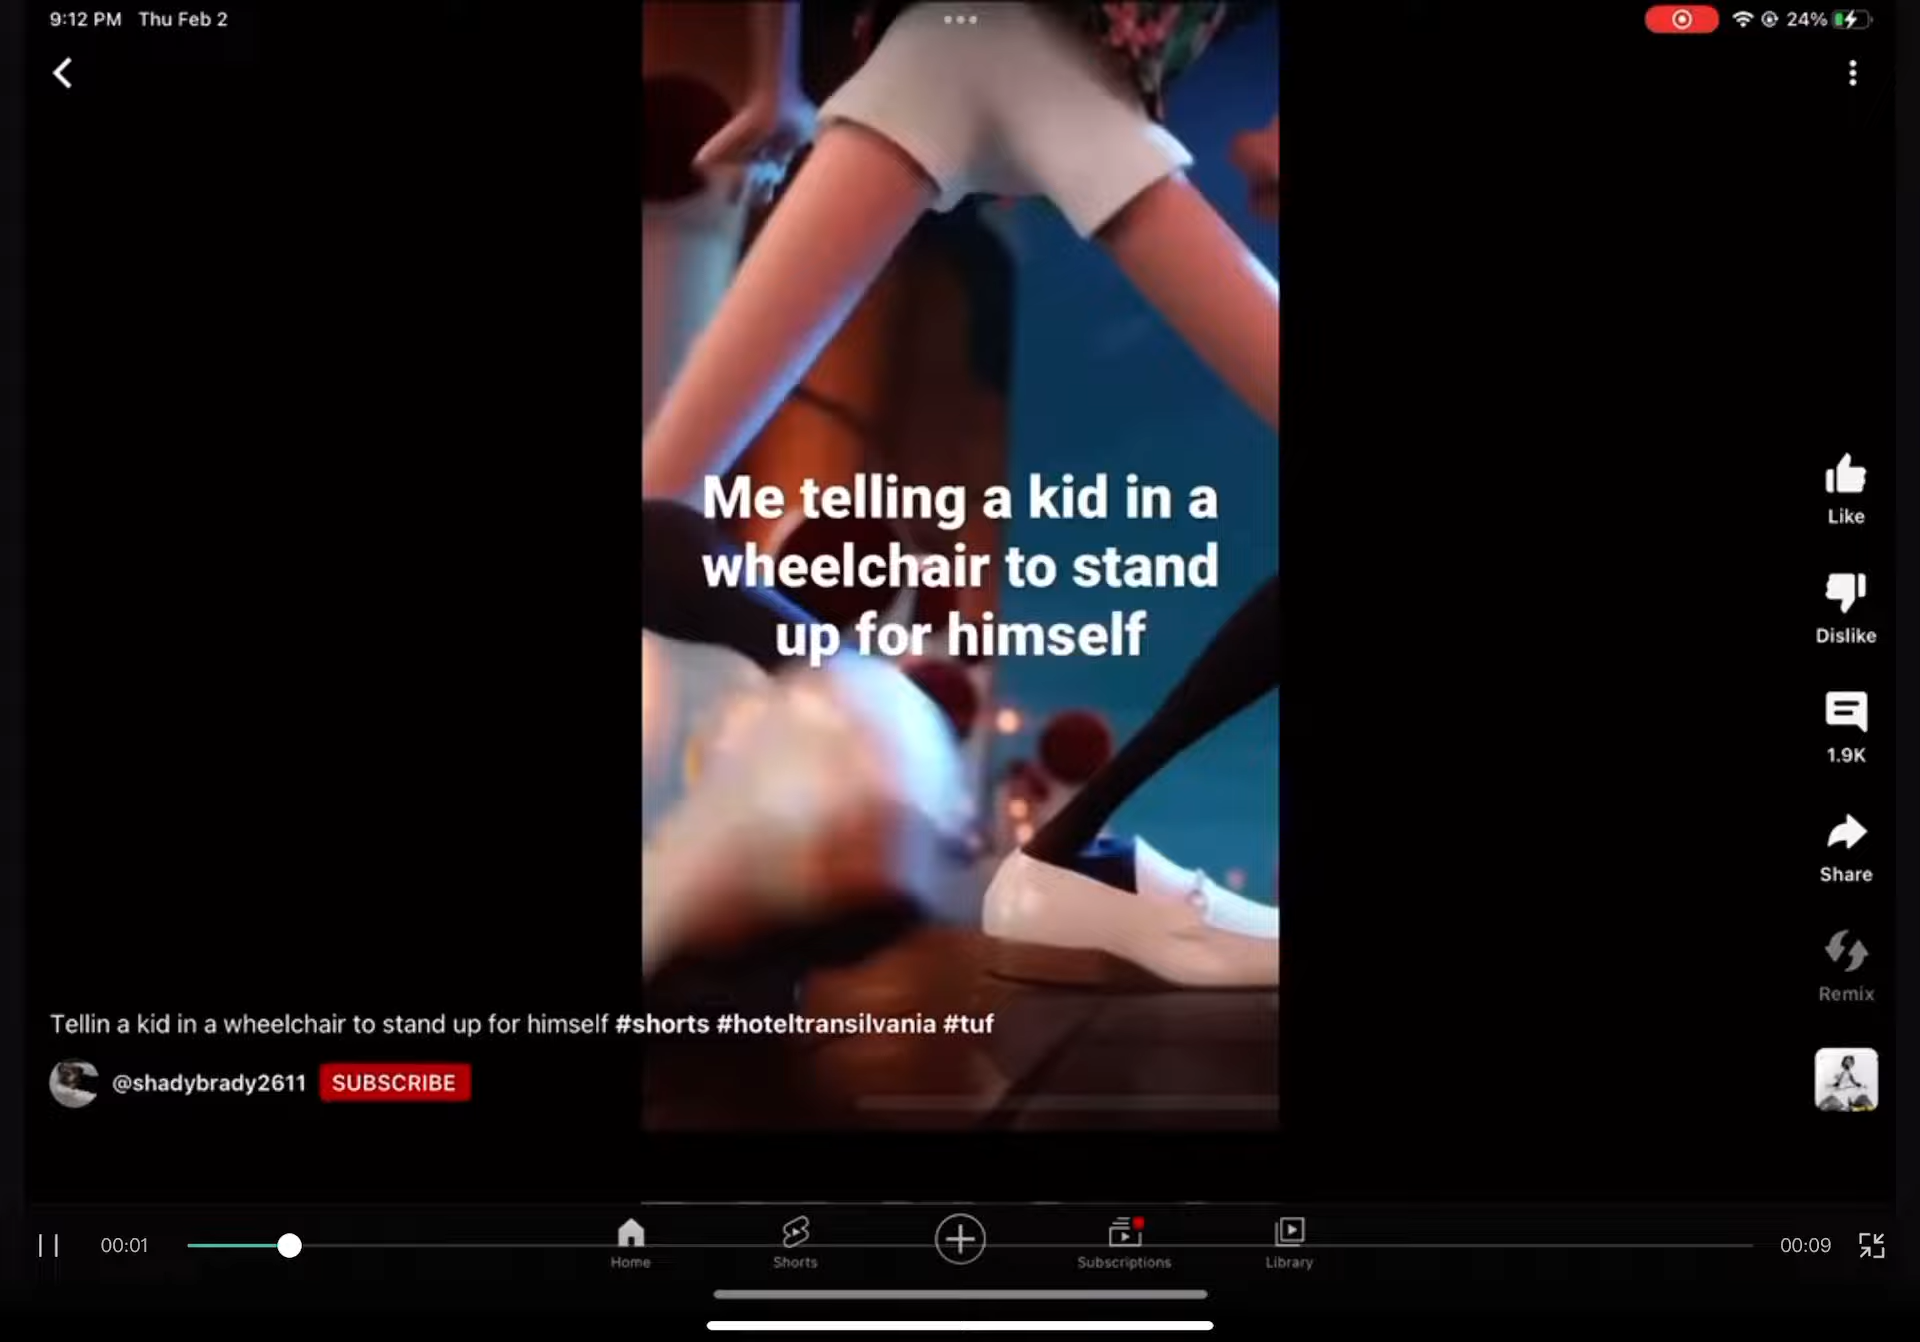 9:12 PM Thu Feb 2
24%
Me telling a kid in a
wheelchair to stand
up for himself
Like
Dislike
1.9K
Share
Remix
Tellin a kid in a wheelchair to stand up for himself #shorts #hoteltransilvania #tuf
@shadybrady2611 SUBSCRIBE
00:01
00:09
Home Shorts Subscriptions Library